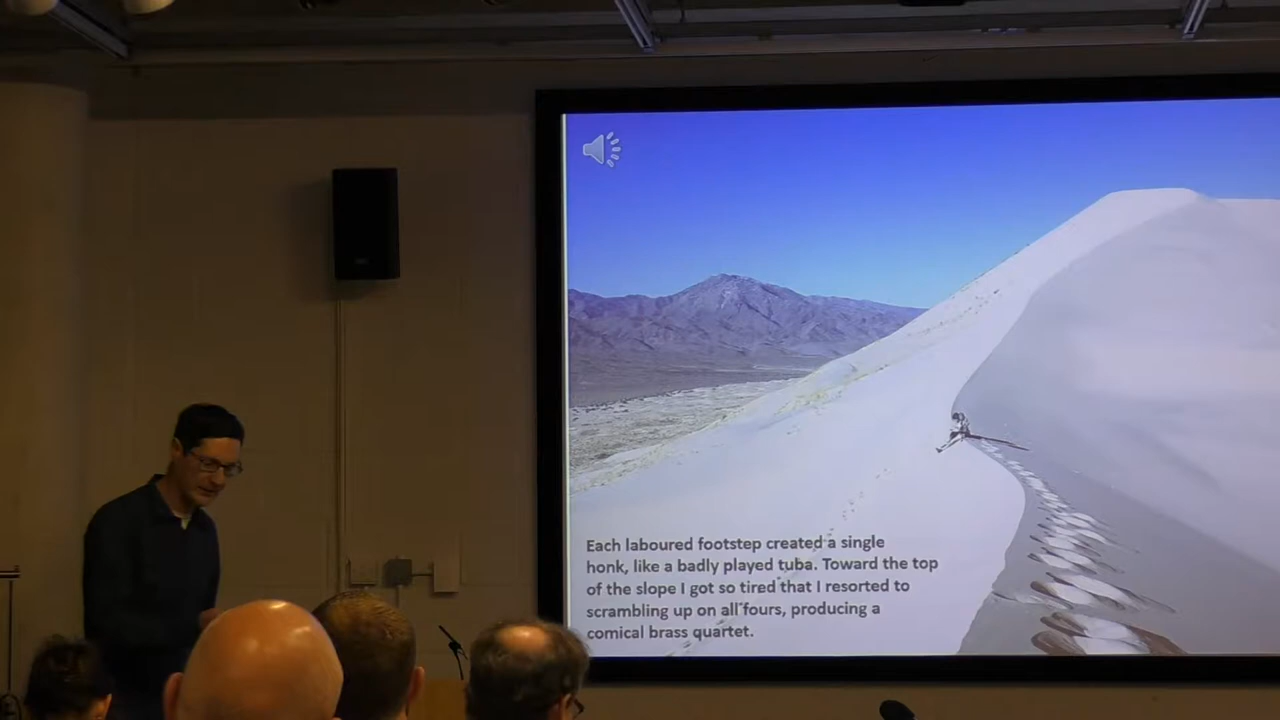 Each laboured footstep created a single
honk, like a badly played tuba. Toward the top
of the slope I got so tired that I resorted to
scrambling up on all fours, producing a
comical brass quartet.